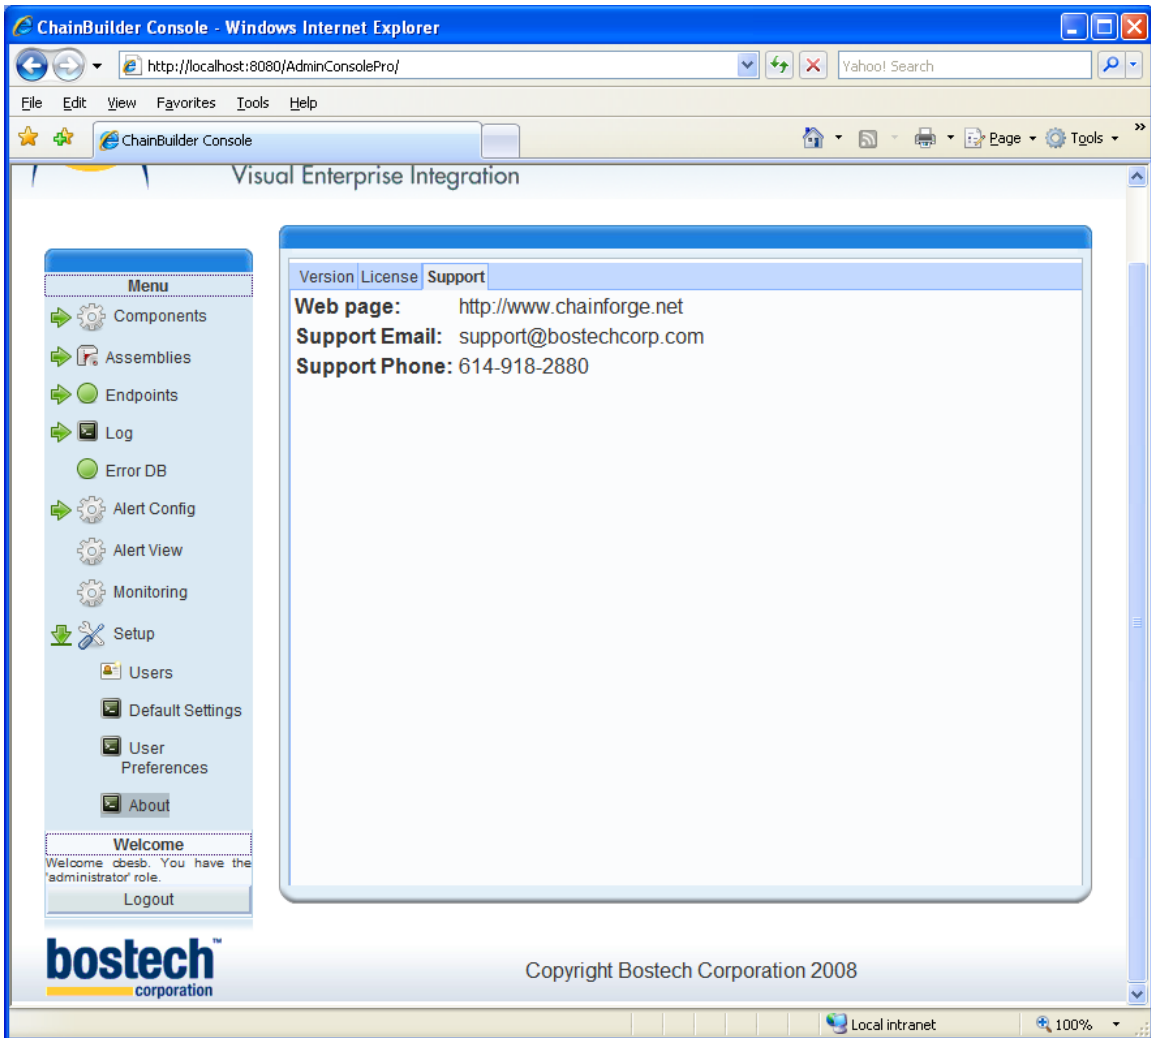 ChainBuilder Console - Windows Internet Explorer
http://localhost:8080/AdminConsolePro/
Yahoo! Search
File Edit View Favorites Tools Help
ChainBuilder Console
Page Tools »
Visual Enterprise Integration
Menu
Components
Assemblies
Endpoints
Log
Error DB
Alert Config
Alert View
Monitoring
Setup
Users
Default Settings
User
Preferences
About
Welcome
Welcome cbesb. You have the
'administrator' role.
Logout
Version License Support
Web page: http://www.chainforge.net
Support Email: support@bostechcorp.com
Support Phone: 614-918-2880
bostech™
corporation
Copyright Bostech Corporation 2008
Local intranet
100%